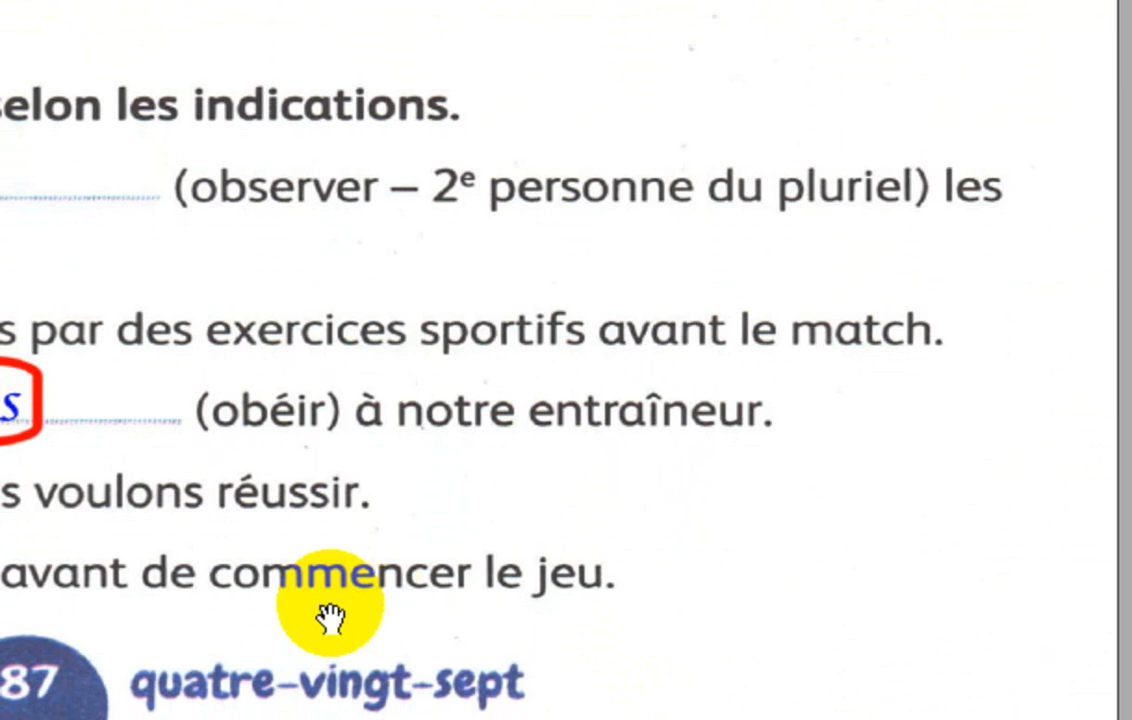 selon les indications.
(observer – 2e personne du pluriel) les
s par des exercices sportifs avant le match.
s (obéir) à notre entraîneur.
s voulons réussir.
avant de commencer le jeu.
87 quatre-vingt-sept